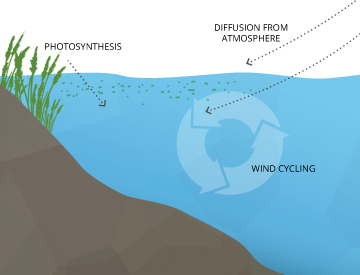 DIFFUSION FROM
ATMOSPHERE
PHOTOSYNTHESIS
WIND CYCLING